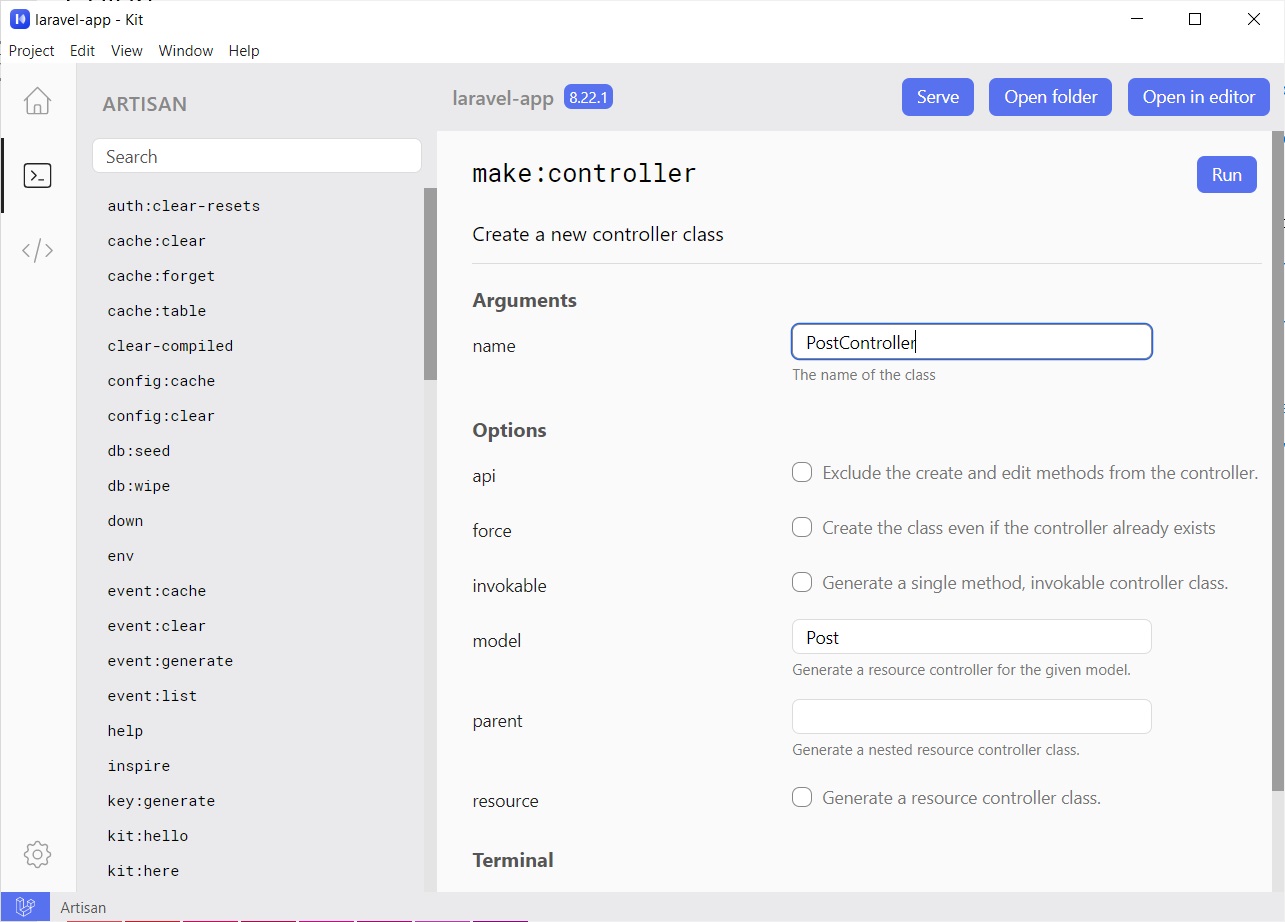 laravel-app - Kit
Project Edit View Window Help
ARTISAN
Search
auth:clear-resets
cache:clear
cache:forget
cache:table
clear-compiled
config:cache
config:clear
db:seed
db:wipe
down
env
event:cache
event:clear
event:generate
event:list
help
inspire
key:generate
kit:hello
kit:here
laravel-app 8.22.1
Serve Open folder Open in editor
make:controller
Run
Create a new controller class
Arguments
name PostController
The name of the class
Options
api Exclude the create and edit methods from the controller.
force Create the class even if the controller already exists
invokable Generate a single method, invokable controller class.
model Post
Generate a resource controller for the given model.
parent
Generate a nested resource controller class.
resource Generate a resource controller class.
Terminal
Artisan